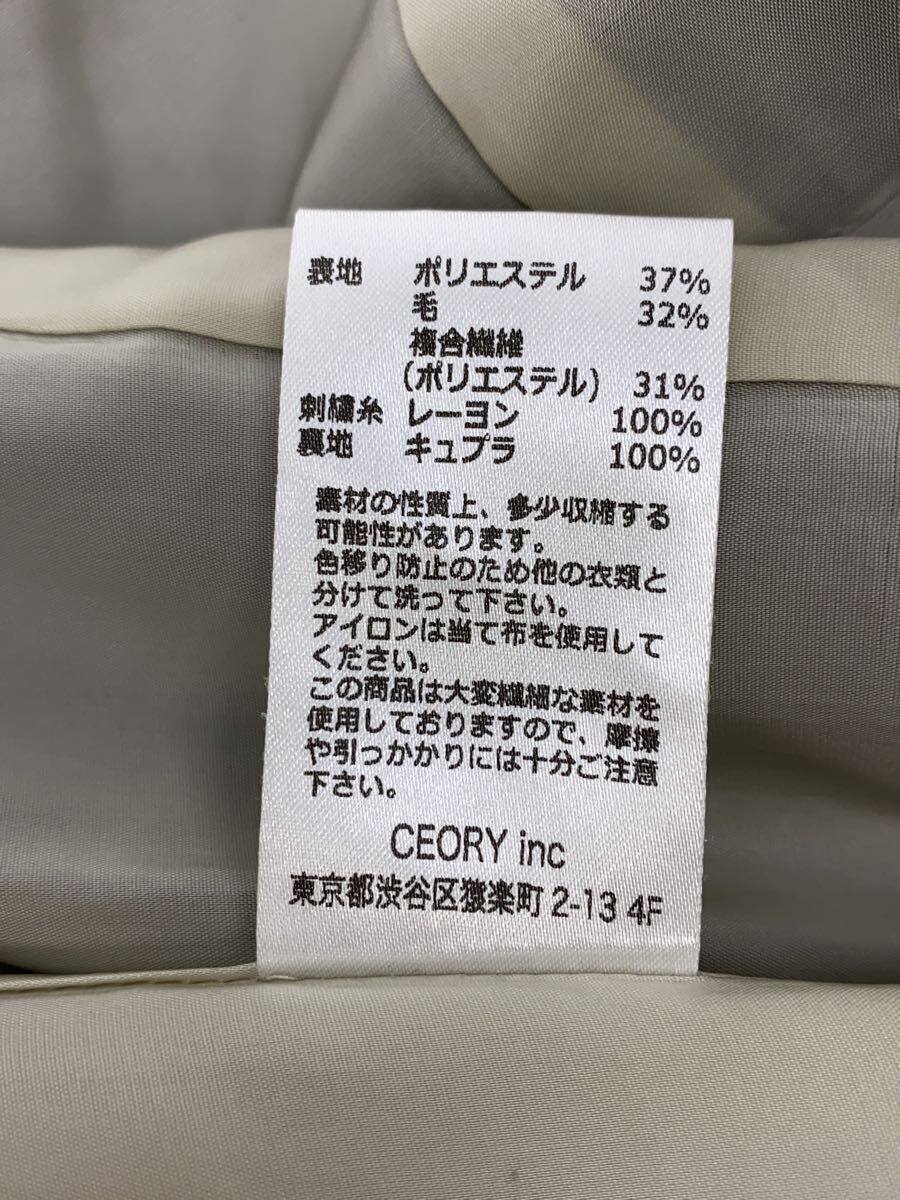 表地 ポリエステル 37%
毛 32%
複合繊維
(ポリエステル) 31%
刺繍糸 レーヨン 100%
裏地 キュプラ 100%
素材の性質上、多少収縮する
可能性があります。
色移り防止のため他の衣類と
分けて洗って下さい。
アイロンは当て布を使用して
ください。
この商品は大変繊細な素材を
使用しておりますので、摩擦
や引っかかりには十分ご注意
下さい。
CEORY inc
東京都渋谷区猿楽町 2-13 4F